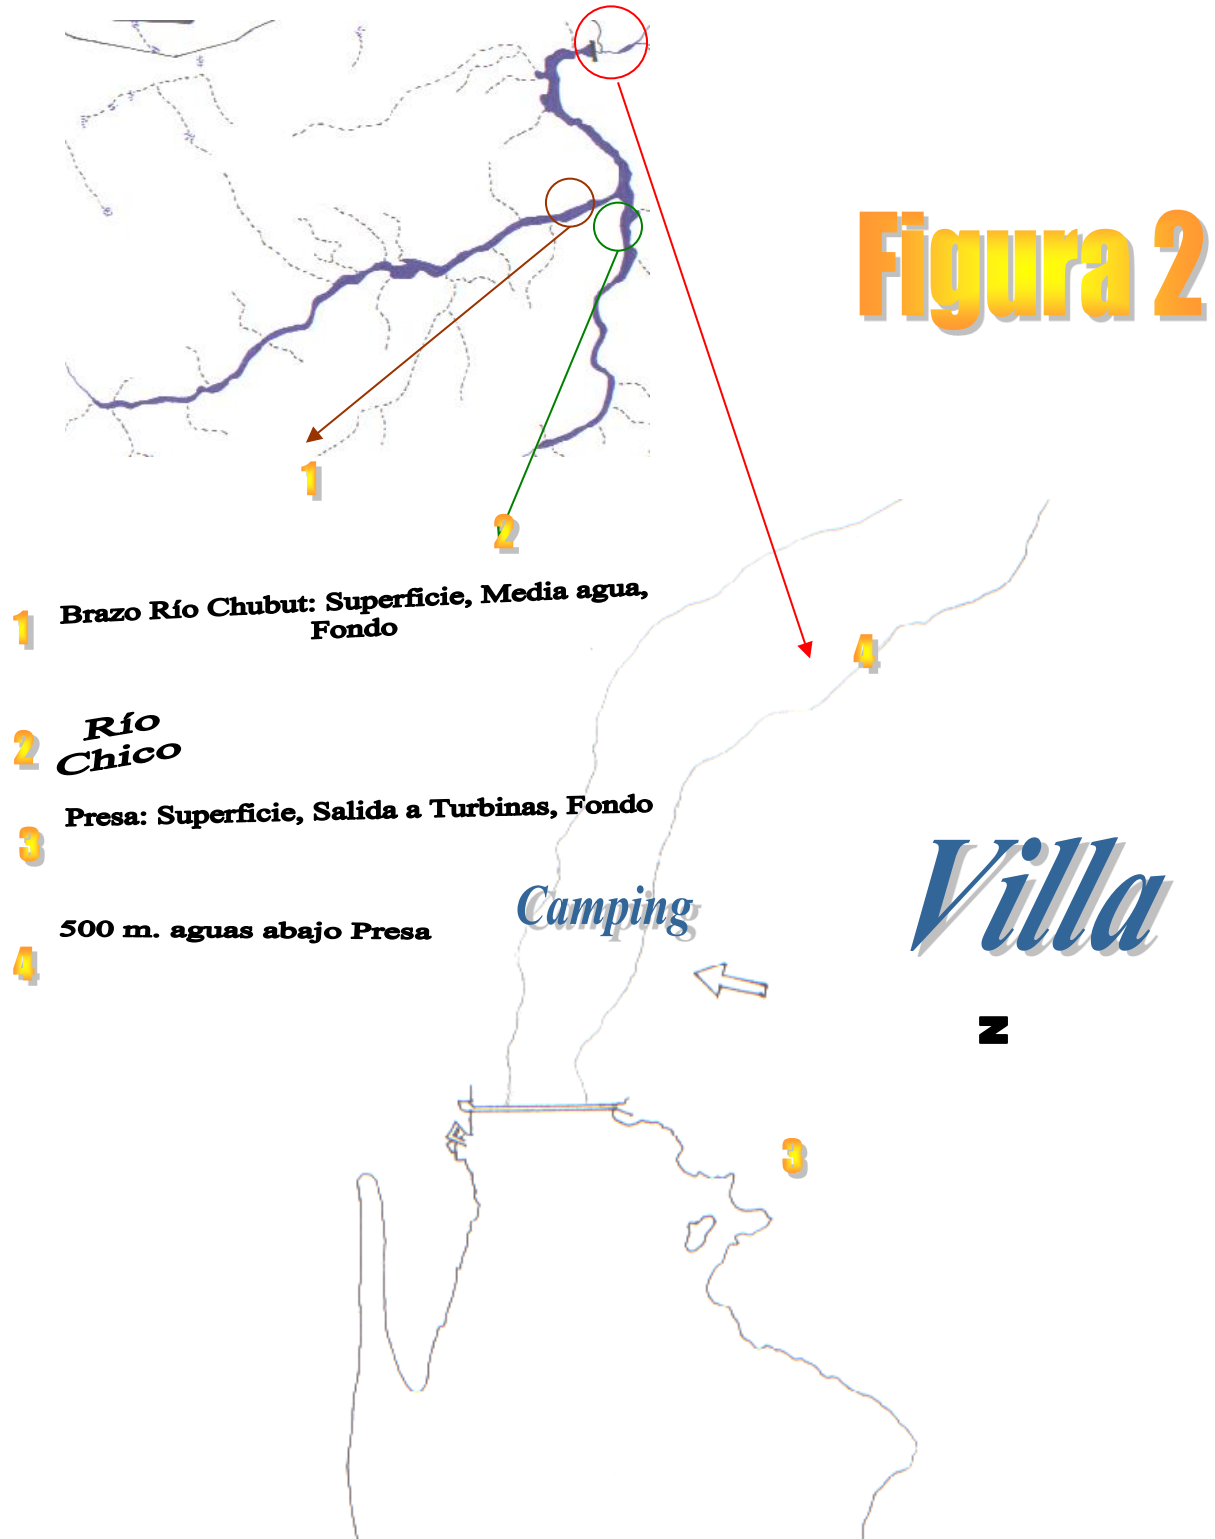 Figura 2
1
2
1 Brazo Río Chubut: Superficie, Media agua,
Fondo
4
2 Río
Chico
3 Presa: Superficie, Salida a Turbinas, Fondo
Villa
Camping
4 500 m. aguas abajo Presa
N
3